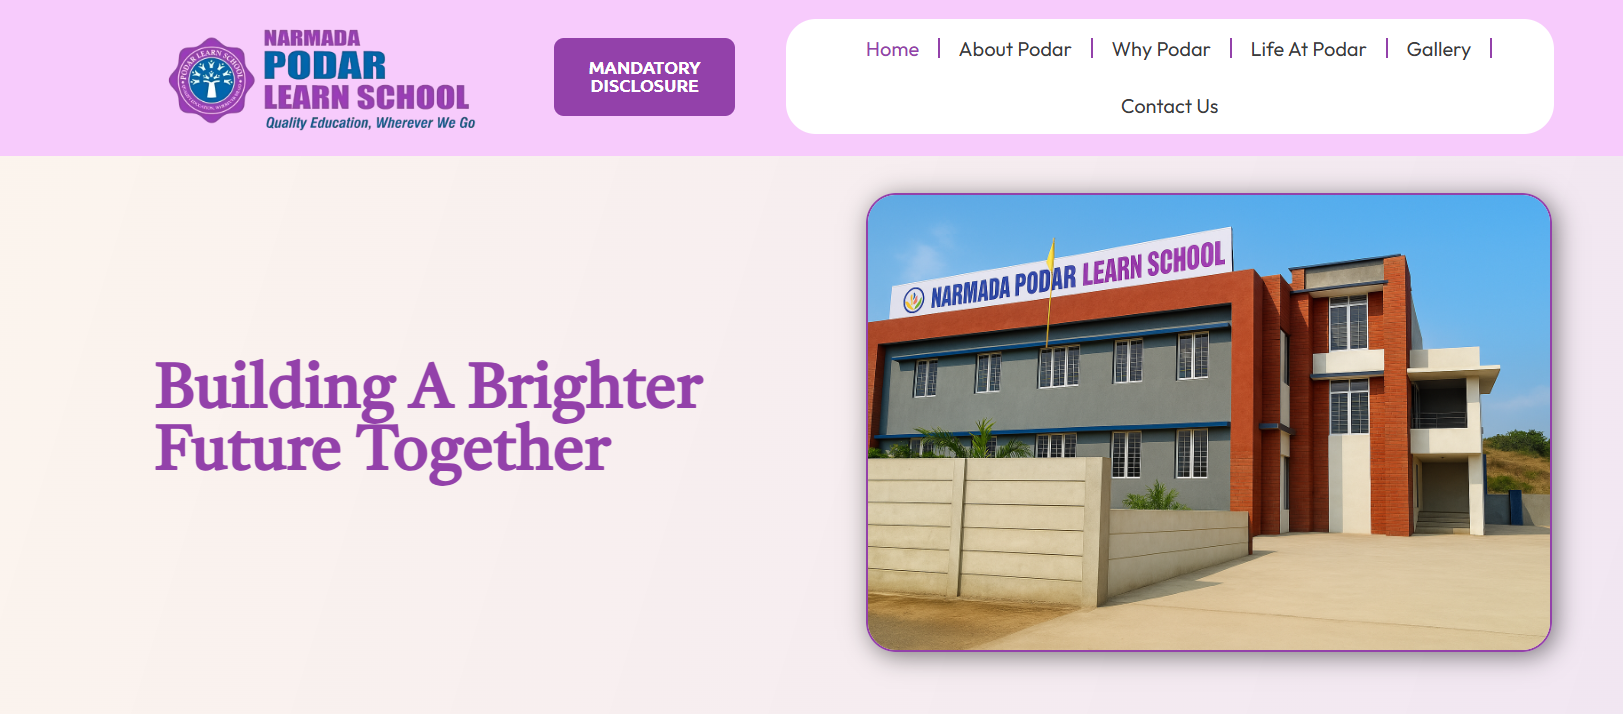 NARMADA
PODAR
LEARN SCHOOL
Quality Education, Wherever We Go
PODAR LEARN SCHOOL
MANDATORY
DISCLOSURE
Home
About Podar
Why Podar
Life At Podar
Gallery
Contact Us
Building A Brighter
Future Together
NARMADA PODAR LEARN SCHOOL